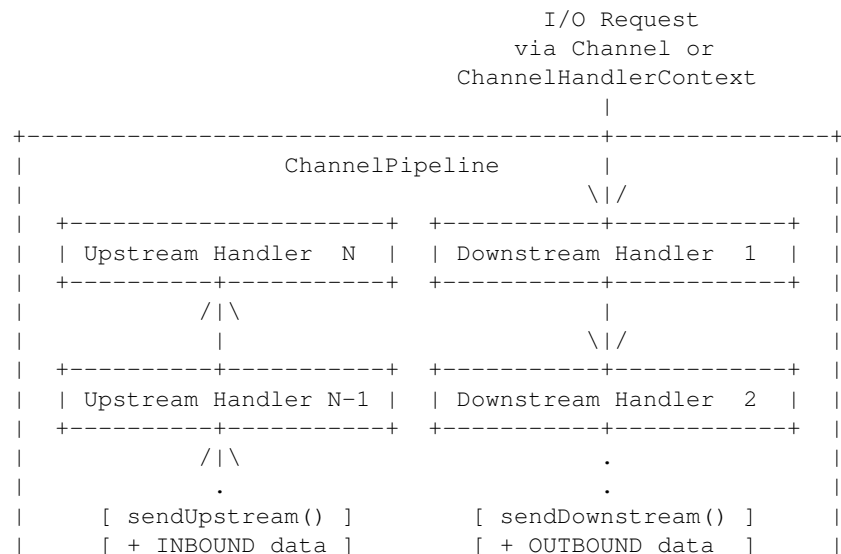 I/O Request
via Channel or
ChannelHandlerContext
ChannelPipeline
Upstream Handler N
Downstream Handler 1
Upstream Handler N-1
Downstream Handler 2
[ sendUpstream() ]
[ sendDownstream() ]
[ + INBOUND data ]
[ + OUTBOUND data ]